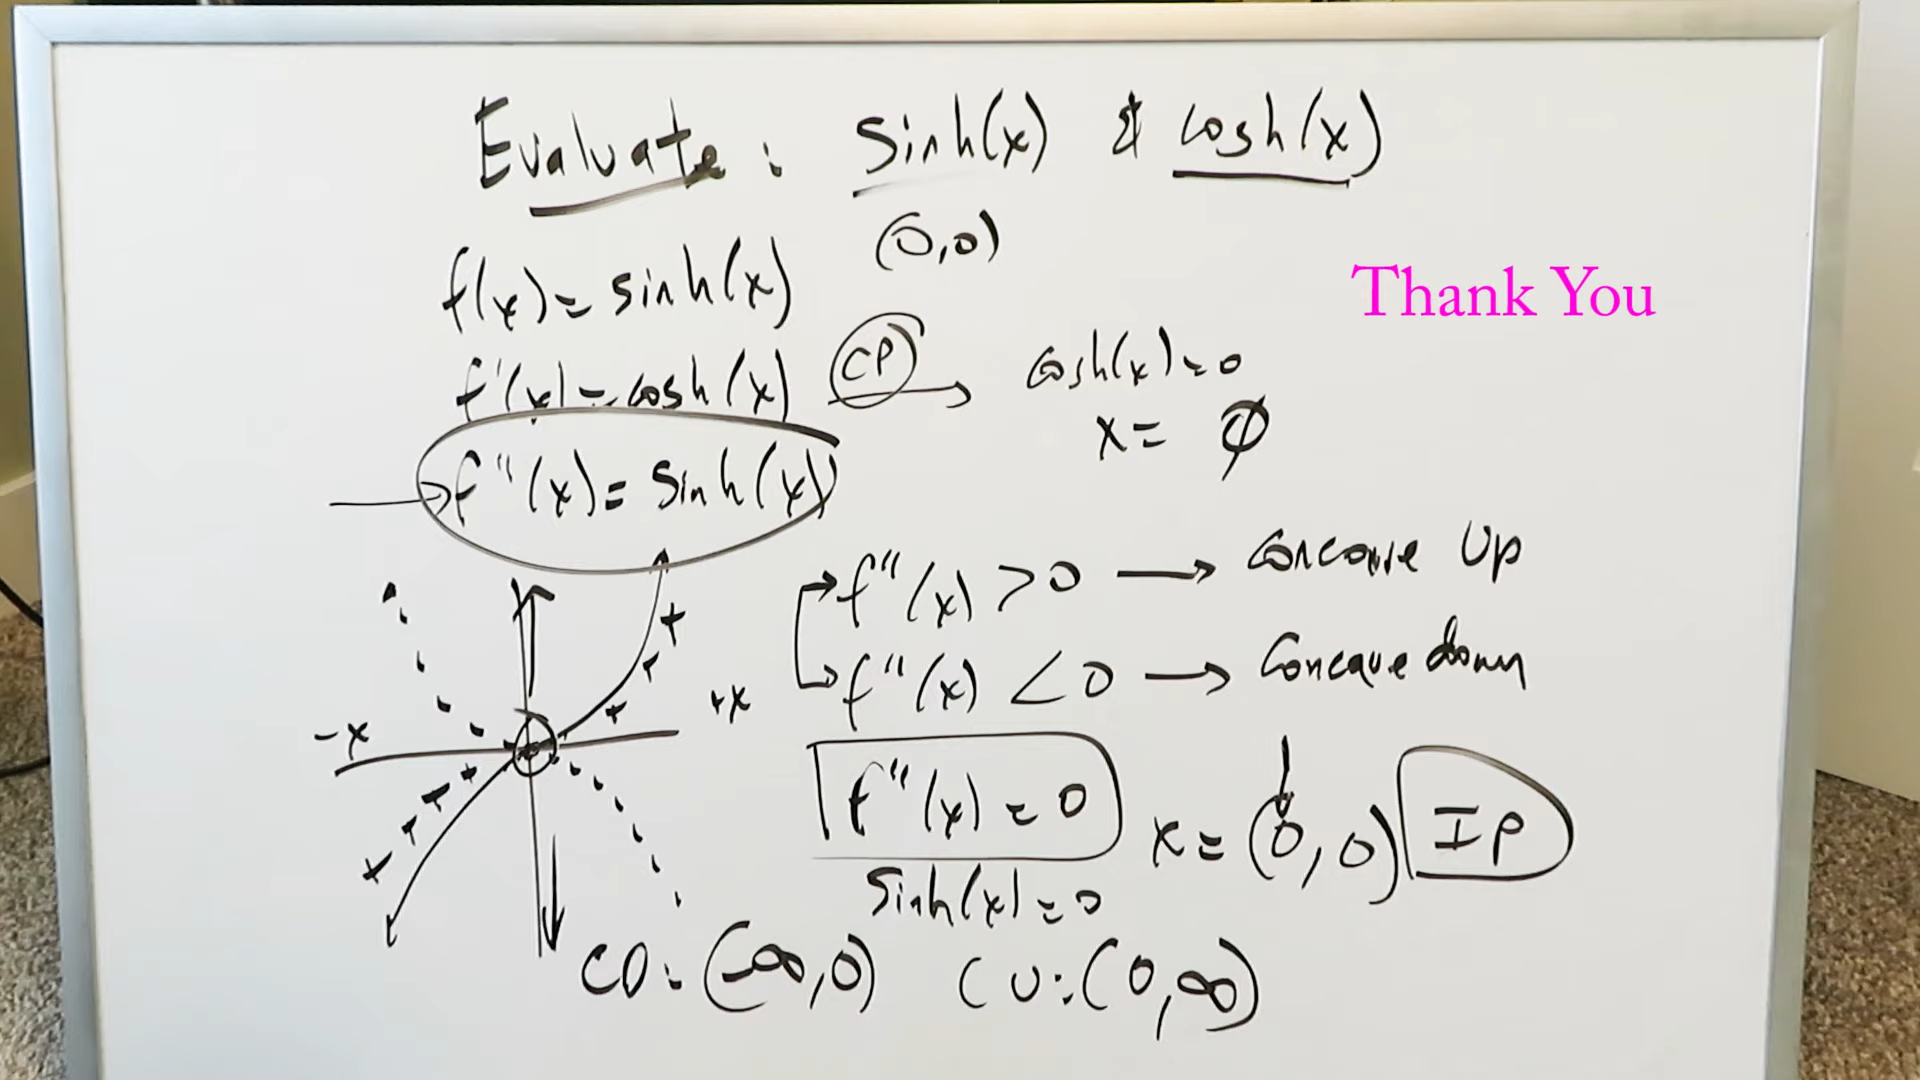 Evaluate: sinh(x) & cosh(x)
(0,0)
f(x) = sinh(x)
Thank You
f'(x) = cosh(x) CP → cosh(x) = 0
x = ∅
→ f''(x) = sinh(x)
f''(x) > 0 → Concave Up
f''(x) < 0 → Concave down
-x +x
f''(x) = 0 x = (0,0) IP
sinh(x) = 0
CD: (-∞,0) CU: (0,∞)